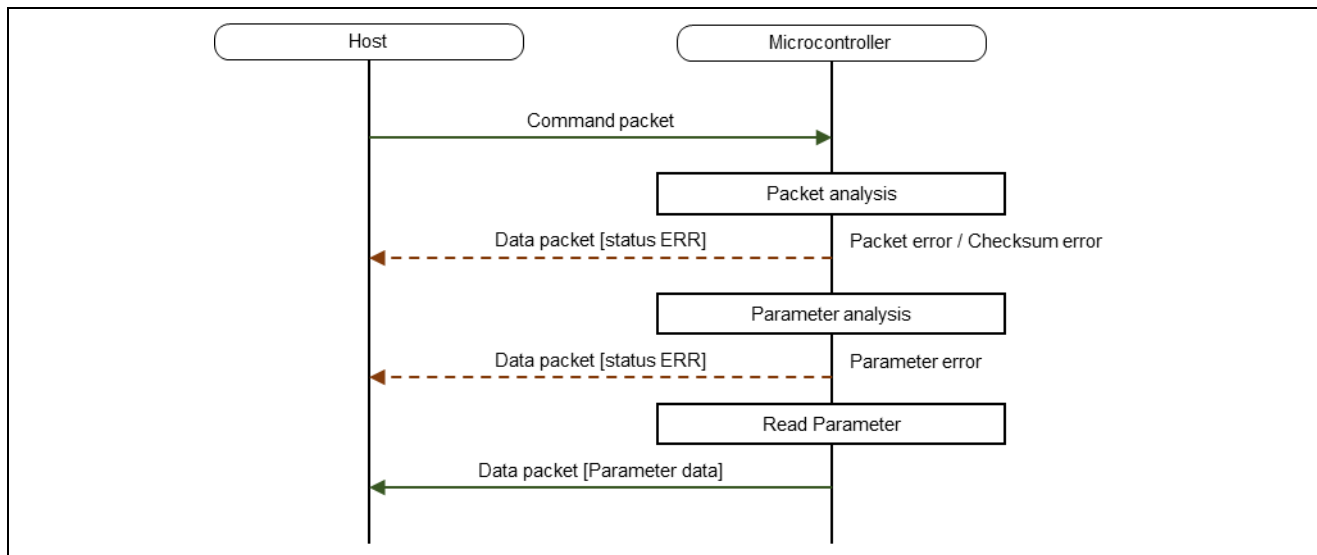 Host
Microcontroller
Command packet
Packet analysis
Data packet [status ERR]
Packet error / Checksum error
Parameter analysis
Data packet [status ERR]
Parameter error
Read Parameter
Data packet [Parameter data]